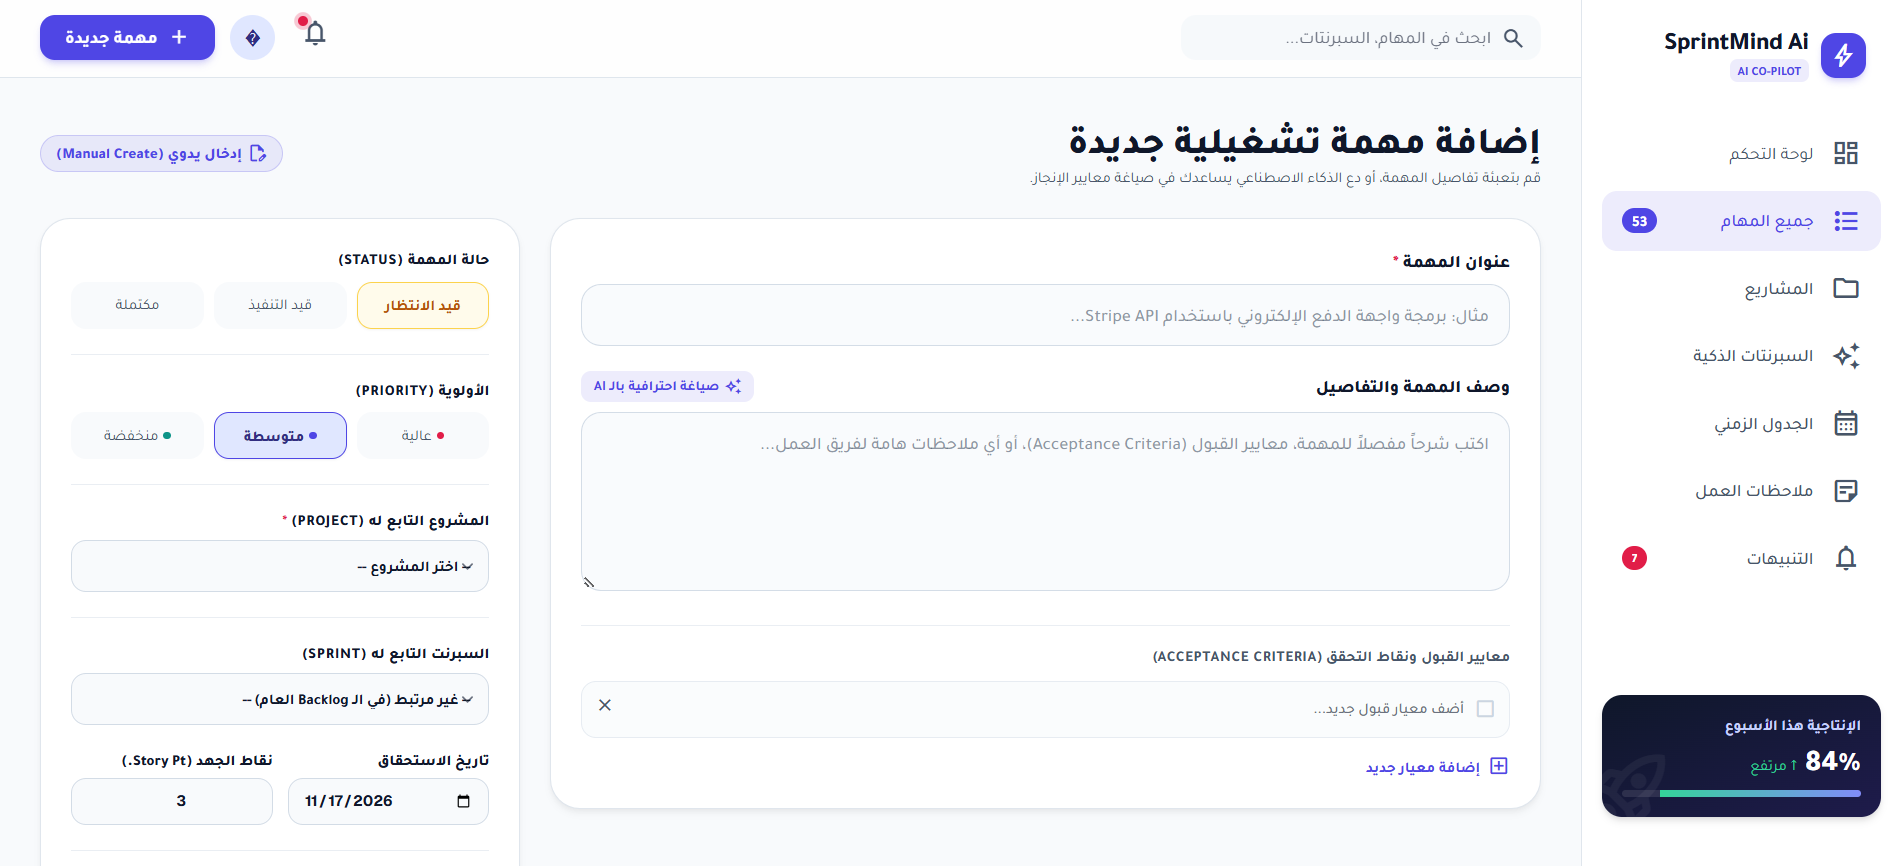 SprintMind Ai
AI CO-PILOT
لوحة التحكم
جميع المهام
53
المشاريع
السبرنتات الذكية
الجدول الزمني
ملاحظات العمل
التنبيهات
7
الإنتاجية هذا الأسبوع
84% ↑ مرتفع
ابحث في المهام، السبرنتات...
+ مهمة جديدة
إضافة مهمة تشغيلية جديدة
قم بتعبئة تفاصيل المهمة، أو دع الذكاء الاصطناعي يساعدك في صياغة معايير الإنجاز.
إدخال يدوي (Manual Create)
عنوان المهمة *
مثال: برمجة واجهة الدفع الإلكتروني باستخدام Stripe API...
وصف المهمة والتفاصيل
صياغة احترافية بالـ AI
اكتب شرحاً مفصلاً للمهمة، معايير القبول (Acceptance Criteria)، أو أي ملاحظات هامة لفريق العمل...
معايير القبول ونقاط التحقق (ACCEPTANCE CRITERIA)
أضف معيار قبول جديد...
إضافة معيار جديد
حالة المهمة (STATUS)
قيد الانتظار
قيد التنفيذ
مكتملة
الأولوية (PRIORITY)
عالية
متوسطة
منخفضة
المشروع التابع له (PROJECT) *
اختر المشروع --
السبرنت التابع له (SPRINT)
غير مرتبط (في الـ Backlog العام) --
تاريخ الاستحقاق
11/17/2026
نقاط الجهد (Story Pt.)
3